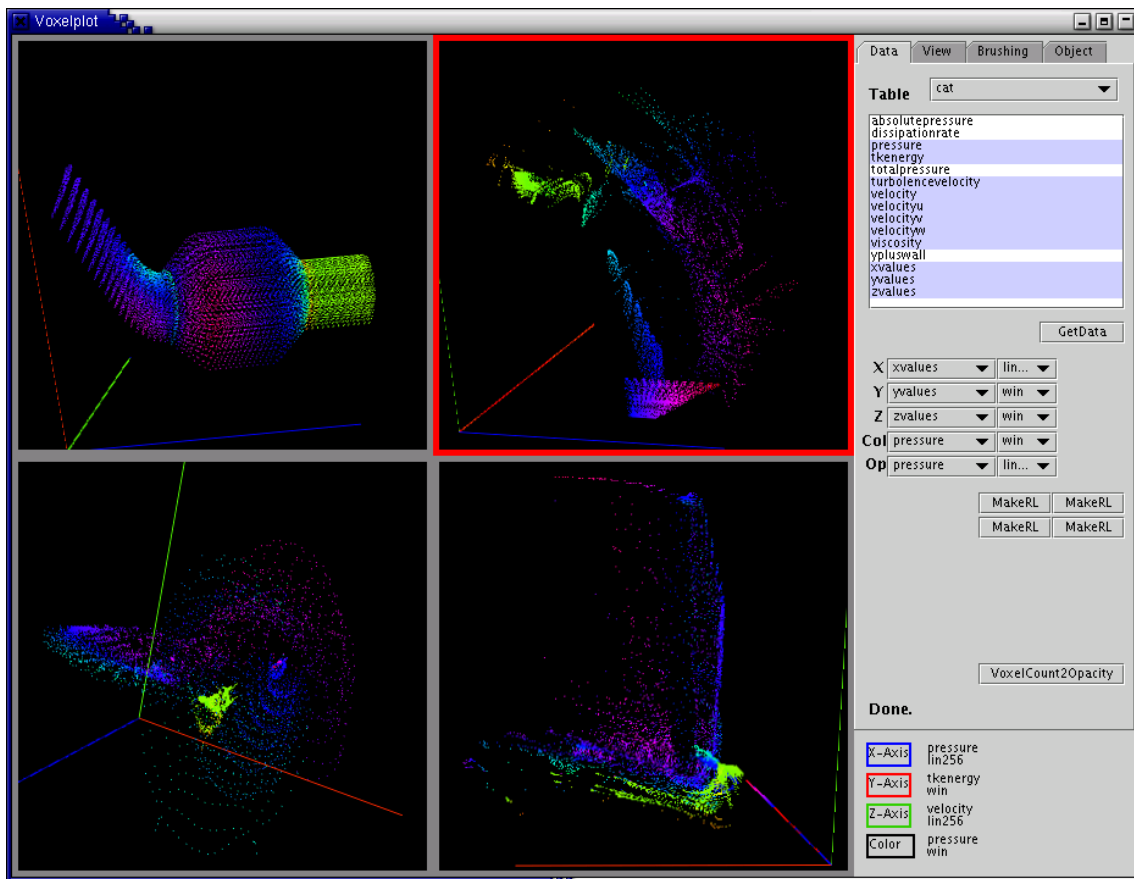 Voxelplot
Data View Brushing Object
Table cat
absolutepressure
dissipationrate
pressure
tkenergy
totalpressure
turbolencevelocity
velocity
velocityu
velocityv
velocityw
viscosity
ypluswall
xvalues
yvalues
zvalues
GetData
X xvalues lin...
Y yvalues win
Z zvalues win
Col pressure win
Op pressure lin...
MakeRL MakeRL
MakeRL MakeRL
VoxelCount2Opacity
Done.
X-Axis pressure
lin256
Y-Axis tkenergy
win
Z-Axis velocity
lin256
Color pressure
win